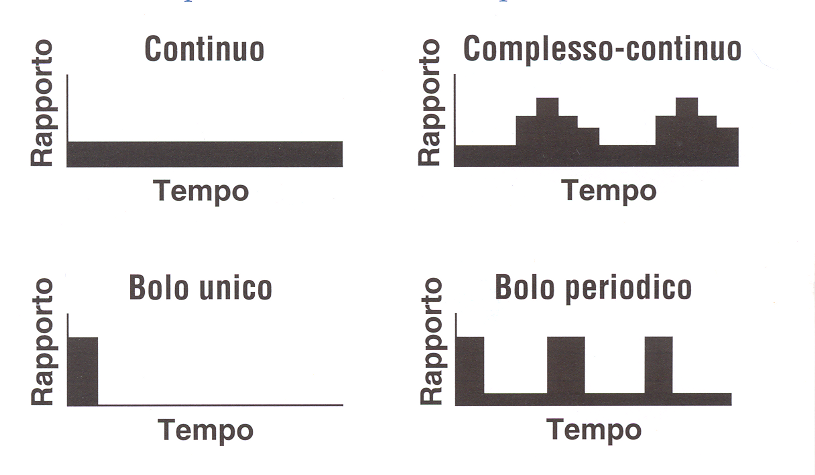 Continuo
Rapporto
Tempo
Complesso-continuo
Rapporto
Tempo
Bolo unico
Rapporto
Tempo
Bolo periodico
Rapporto
Tempo